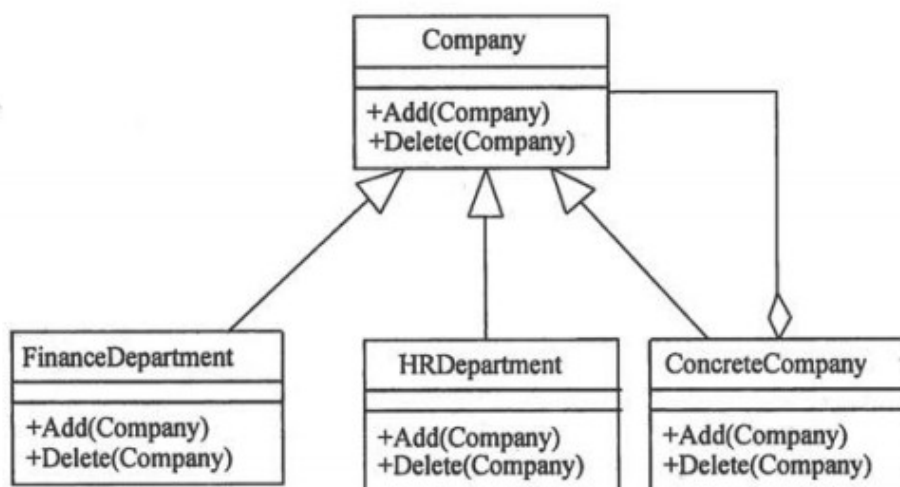 Company
+Add(Company)
+Delete(Company)
FinanceDepartment
+Add(Company)
+Delete(Company)
HRDepartment
+Add(Company)
+Delete(Company)
ConcreteCompany
+Add(Company)
+Delete(Company)